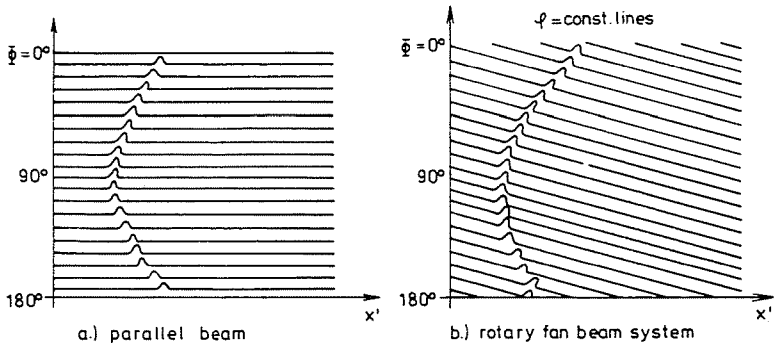 Φ=0°
90°
180°
x'
a.) parallel beam
φ = const. lines
Φ=0°
90°
180°
x'
b.) rotary fan beam system